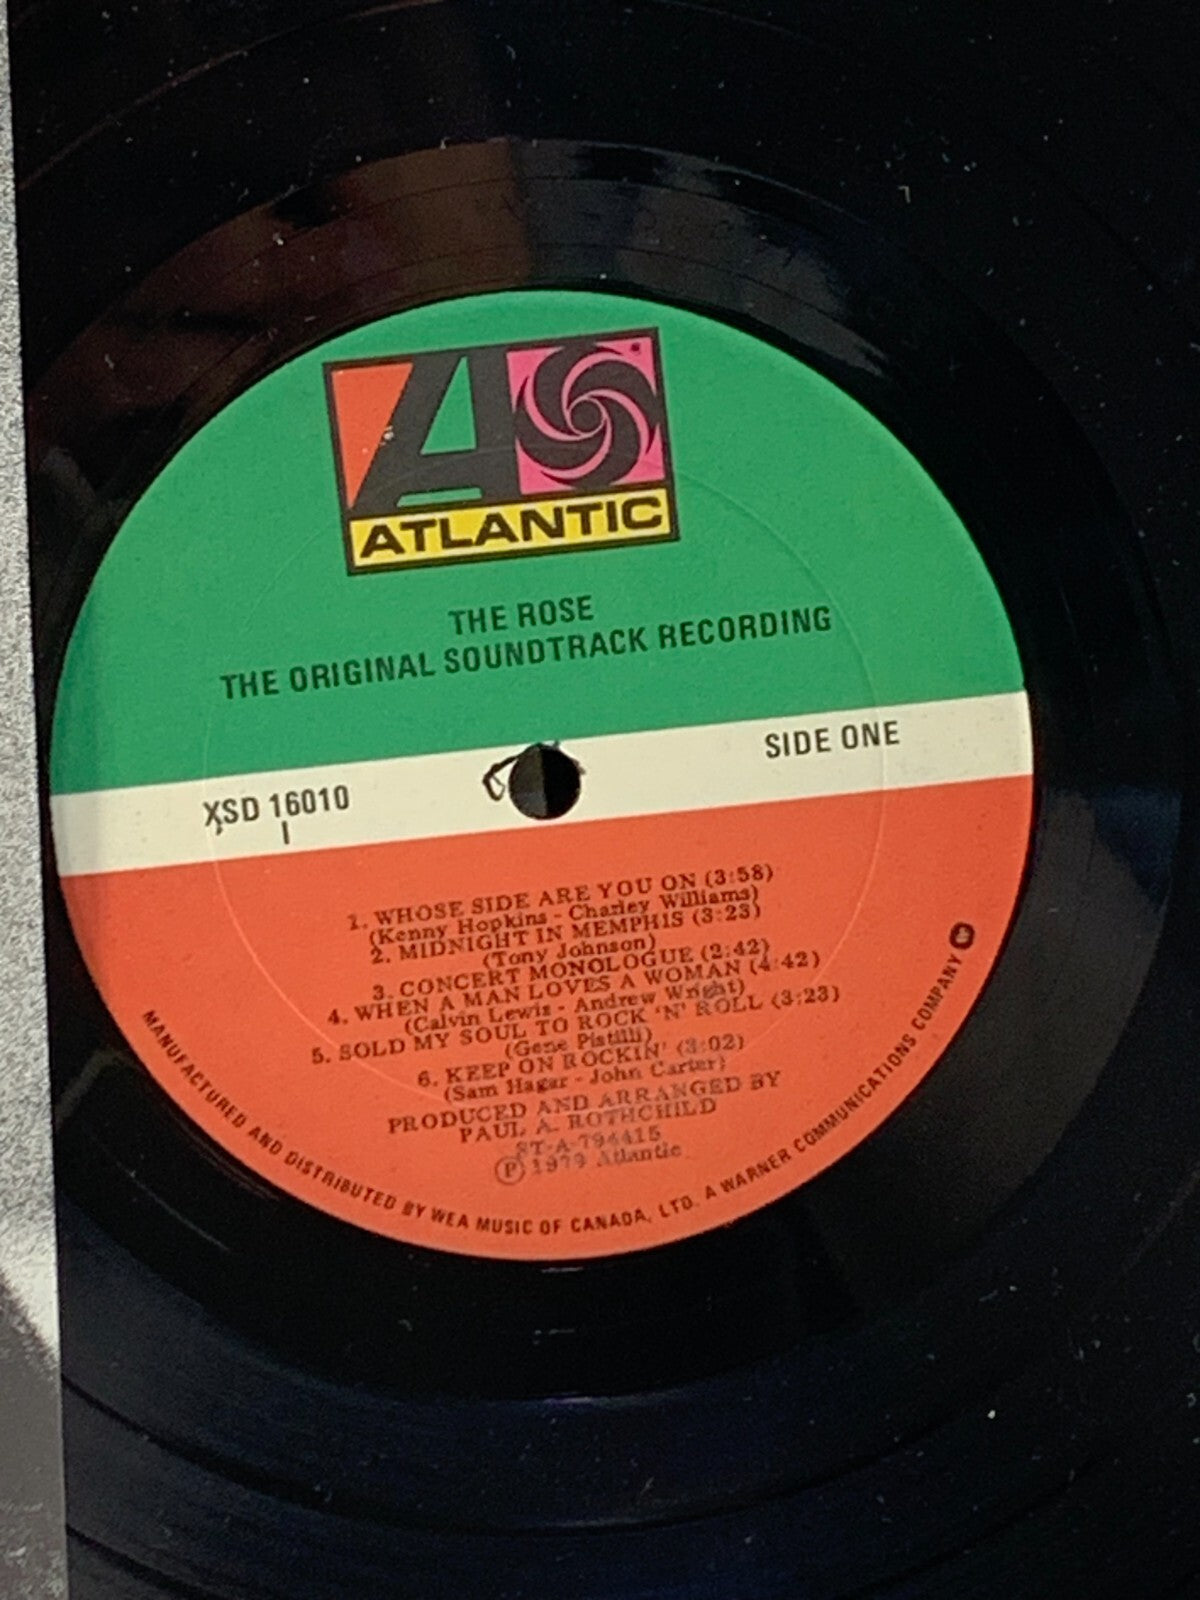 ATLANTIC
THE ROSE
THE ORIGINAL SOUNDTRACK RECORDING
SIDE ONE
XSD 16010
1. WHOSE SIDE ARE YOU ON (3:58)
(Kenny Hopkins - Charley Williams)
2. MIDNIGHT IN MEMPHIS (3:23)
(Tony Johnson)
3. CONCERT MONOLOGUE (2:42)
4. WHEN A MAN LOVES A WOMAN (4:42)
(Calvin Lewis - Andrew Wright)
5. SOLD MY SOUL TO ROCK 'N' ROLL (3:23)
(Gene Pistilli)
6. KEEP ON ROCKIN' (3:02)
(Sam Hagar - John Carter)
PRODUCED AND ARRANGED BY
PAUL A. ROTHCHILD
ST-A-794415
℗ 1979 Atlantic
MANUFACTURED AND DISTRIBUTED BY WEA MUSIC OF CANADA, LTD. A WARNER COMMUNICATIONS COMPANY